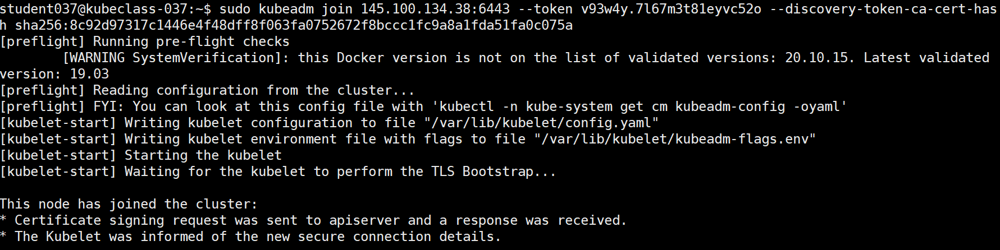 student037@kubeclass-037:~$ sudo kubeadm join 145.100.134.38:6443 --token v93w4y.7l67m3t81eyvc52o --discovery-token-ca-cert-has
h sha256:8c92d97317c1446e4f48dff8f063fa0752672f8bccc1fc9a8a1fda51fa0c075a
[preflight] Running pre-flight checks
        [WARNING SystemVerification]: this Docker version is not on the list of validated versions: 20.10.15. Latest validated
version: 19.03
[preflight] Reading configuration from the cluster...
[preflight] FYI: You can look at this config file with 'kubectl -n kube-system get cm kubeadm-config -oyaml'
[kubelet-start] Writing kubelet configuration to file "/var/lib/kubelet/config.yaml"
[kubelet-start] Writing kubelet environment file with flags to file "/var/lib/kubelet/kubeadm-flags.env"
[kubelet-start] Starting the kubelet
[kubelet-start] Waiting for the kubelet to perform the TLS Bootstrap...

This node has joined the cluster:
* Certificate signing request was sent to apiserver and a response was received.
* The Kubelet was informed of the new secure connection details.